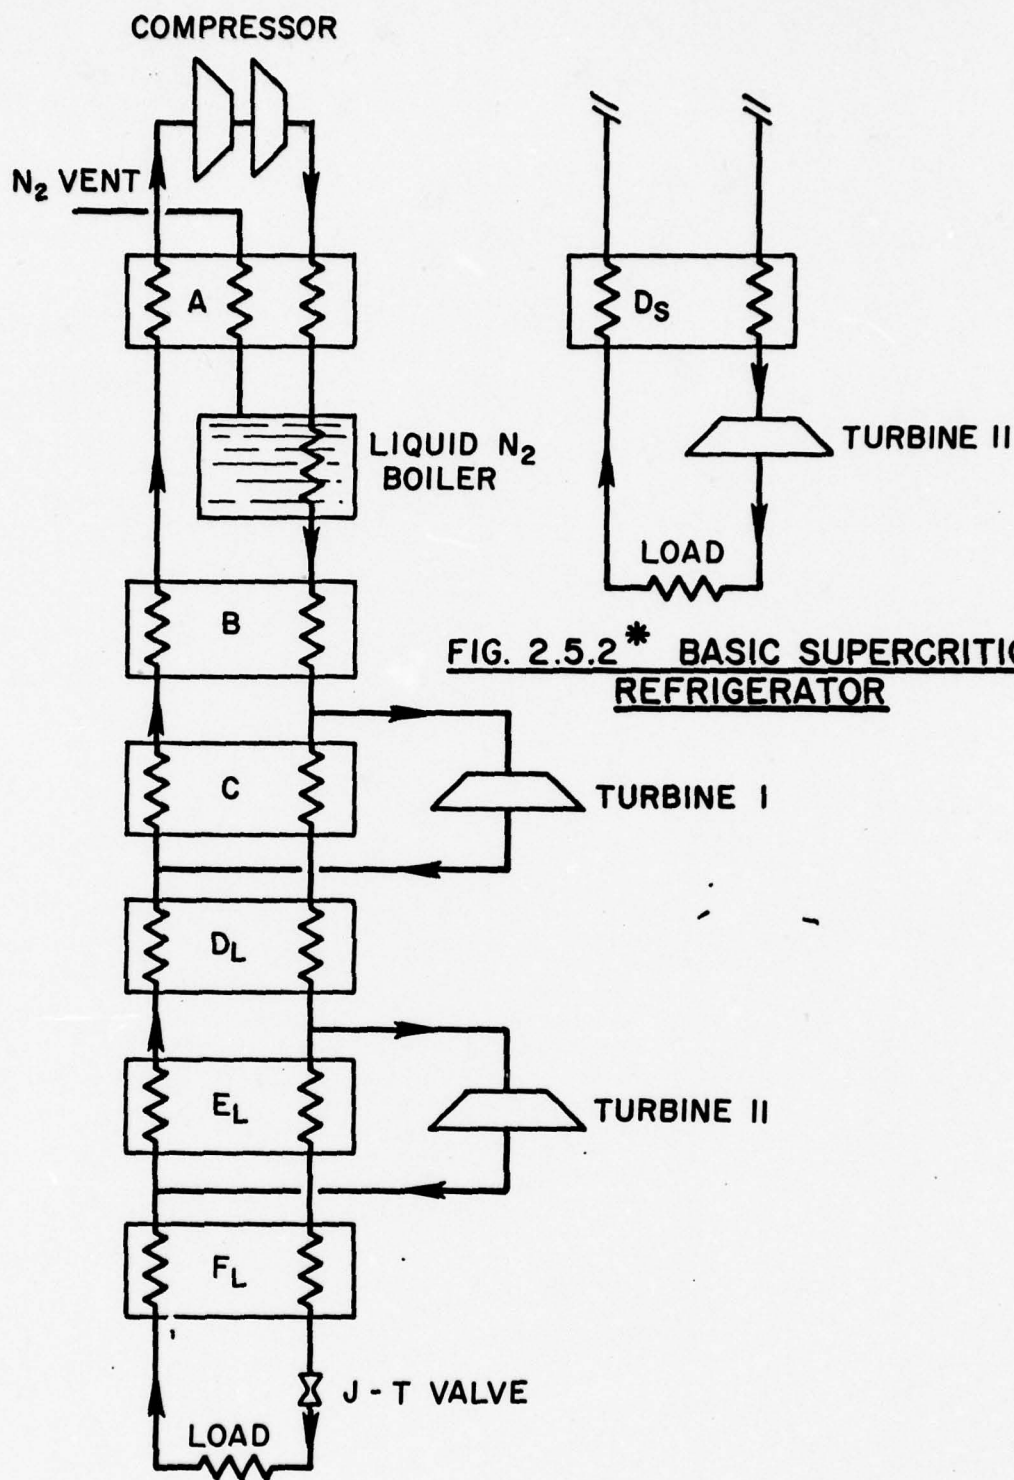 COMPRESSOR
N₂ VENT
A
LIQUID N₂
BOILER
B
C
TURBINE I
D_L
E_L
TURBINE II
F_L
J-T VALVE
LOAD
D_S
TURBINE II
LOAD
FIG. 2.5.2* BASIC
REFRIGERATOR